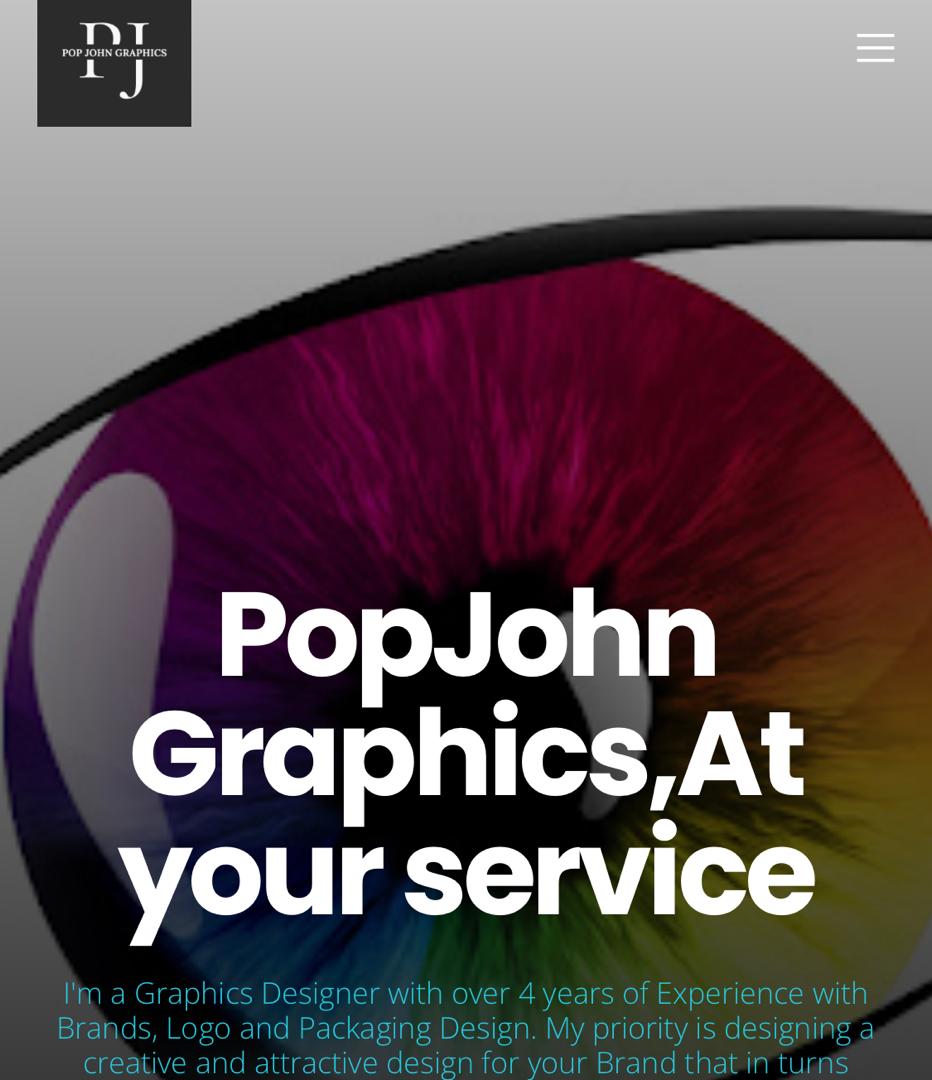 PJ
POP JOHN GRAPHICS
PopJohn
Graphics,At
your service
I'm a Graphics Designer with over 4 years of Experience with
Brands, Logo and Packaging Design. My priority is designing a
creative and attractive design for your Brand that in turns